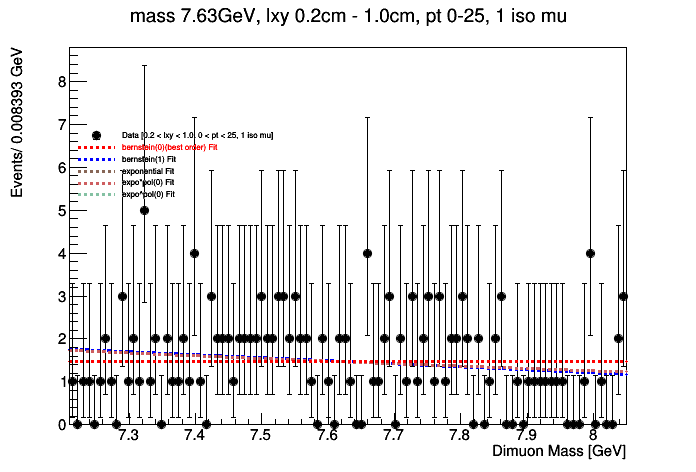 mass 7.63GeV, lxy 0.2cm - 1.0cm, pt 0-25, 1 iso mu
Events/ 0.008393 GeV
8
7
6
5
4
3
2
1
0
Data [0.2 < lxy < 1.0, 0 < pt < 25, 1 iso mu]
bernstein(0)(best order) Fit
bernstein(1) Fit
exponential Fit
expo*pol(0) Fit
expo*pol(0) Fit
7.3 7.4 7.5 7.6 7.7 7.8 7.9 8
Dimuon Mass [GeV]